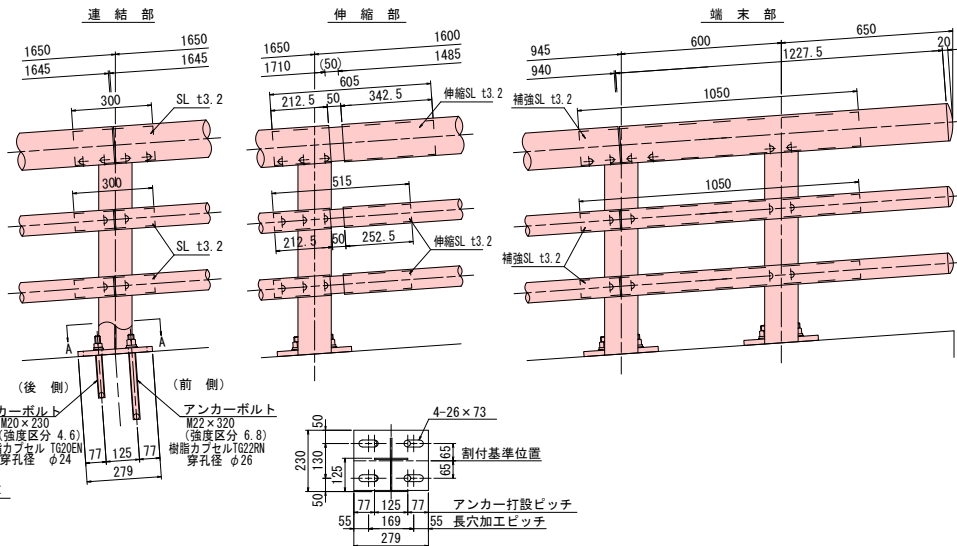 連 結 部
1650
1650
1645
1645
300
SL t3.2
300
SL t3.2
A
A
(後 側)
(前 側)
カーボルト
M20×230
(強度区分 4.6)
脂カプセル TG20EN
穿孔径 φ24
アンカーボルト
M22×320
(強度区分 6.8)
樹脂カプセルTG22RN
穿孔径 φ26
77
125
77
279
伸 縮 部
1650
1600
1710
(50)
1485
605
212.5
50
342.5
伸縮SL t3.2
515
212.5
50
252.5
伸縮SL t3.2
端 末 部
945
600
650
940
1227.5
20
補強SL t3.2
1050
1050
補強SL t3.2
4-26×73
50
230
130
125
50
65
65
割付基準位置
77
125
77
アンカー打設ピッチ
55
169
55
長穴加工ピッチ
279